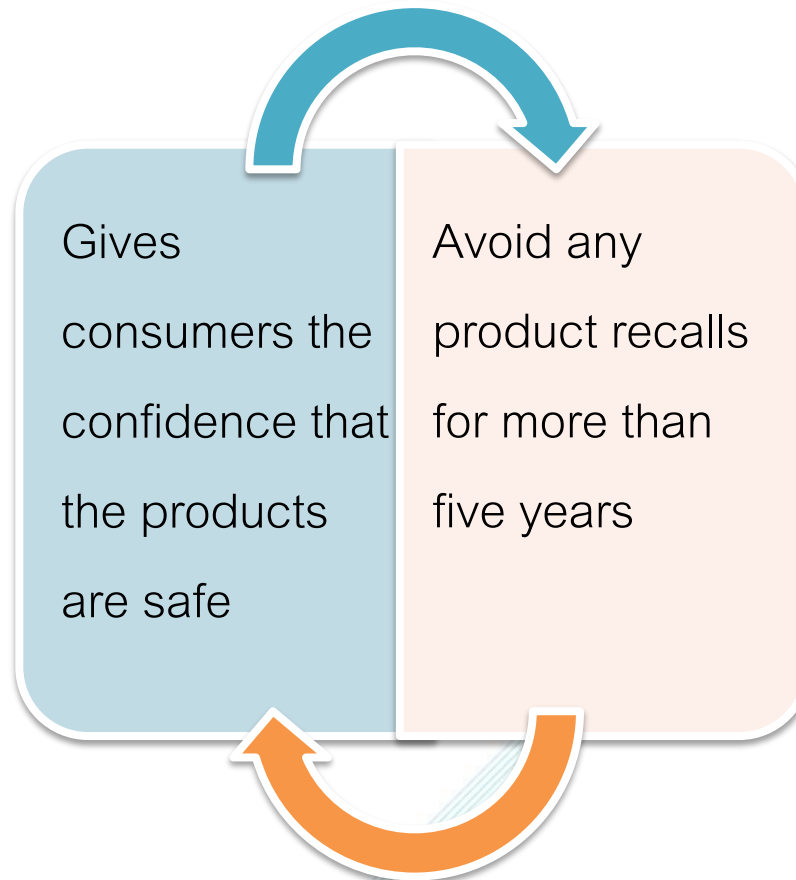 Gives
consumers the
confidence that
the products
are safe
Avoid any
product recalls
for more than
five years